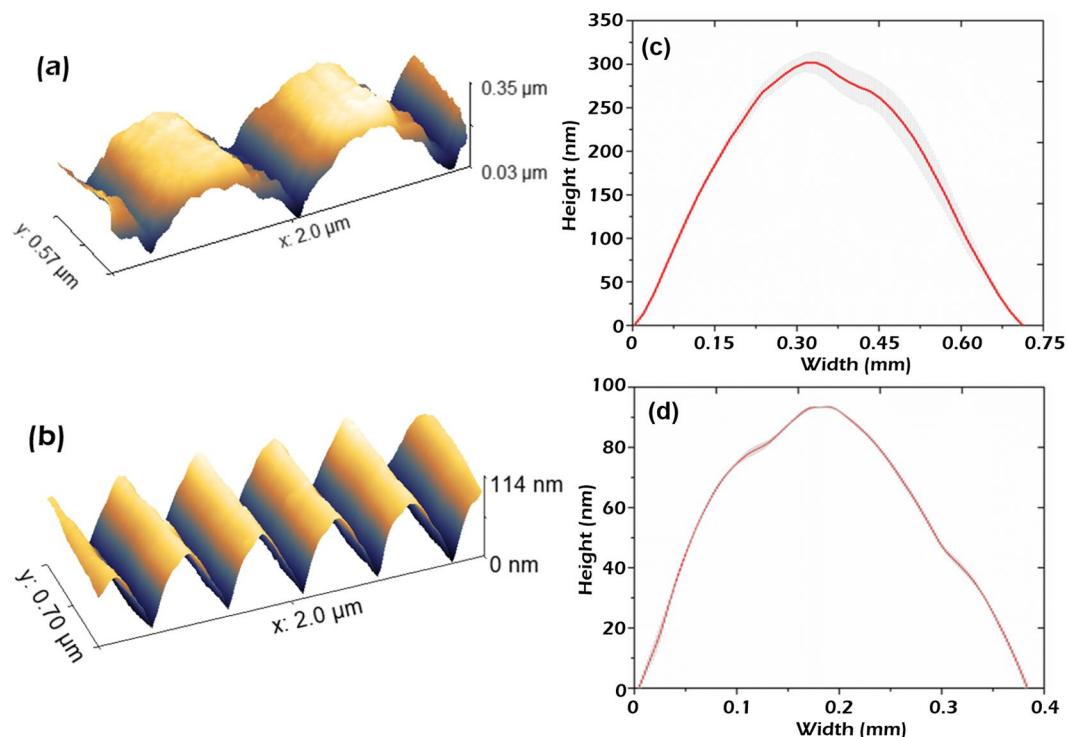 (a)
0.35 µm
0.03 µm
x: 2.0 µm
y: 0.57 µm
(c)
350
300
250
200
150
100
50
0
Height (nm)
0 0.15 0.30 0.45 0.60 0.75
Width (mm)
(b)
114 nm
0 nm
x: 2.0 µm
y: 0.70 µm
(d)
100
80
60
40
20
0
Height (nm)
0 0.1 0.2 0.3 0.4
Width (mm)